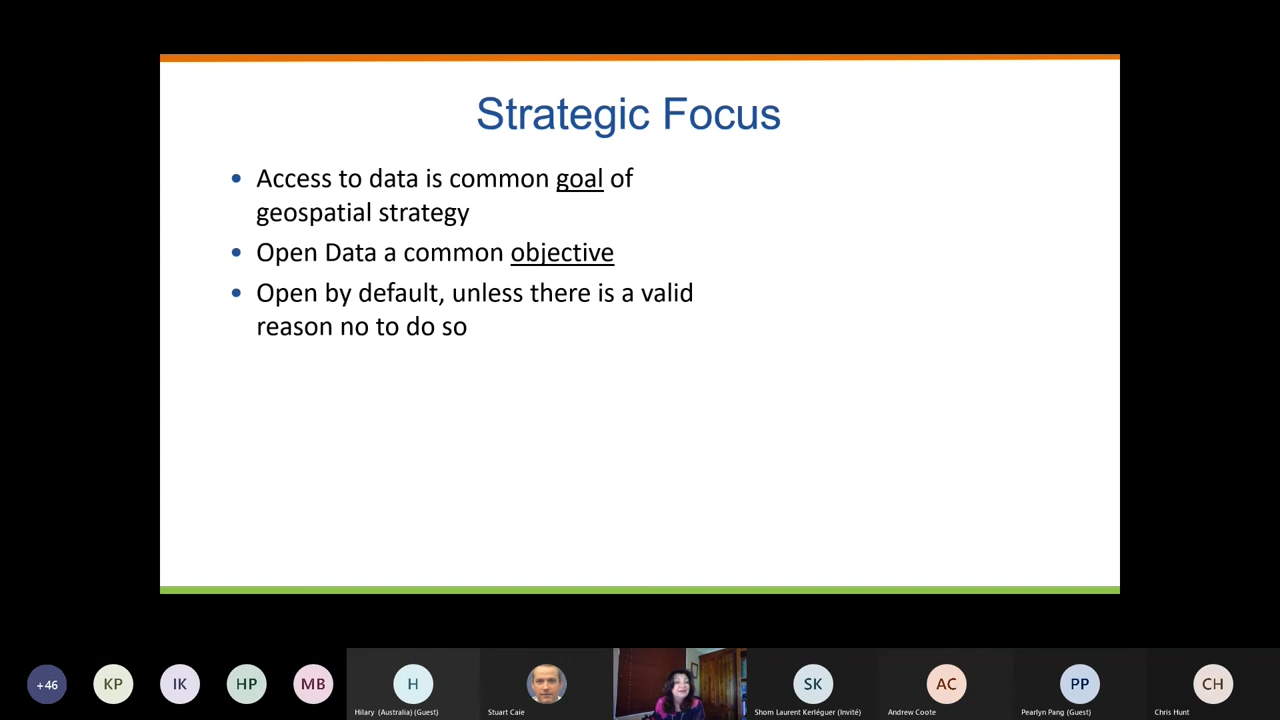 Strategic Focus
• Access to data is common goal of
geospatial strategy
• Open Data a common objective
• Open by default, unless there is a valid
reason no to do so
+46
KP
IK
HP
MB
H
SK
AC
PP
CH
Hilary (Australia) (Guest)
Stuart Caie
Shom Laurent Kerléguer (Invité)
Andrew Coote
Pearlyn Pang (Guest)
Chris Hunt